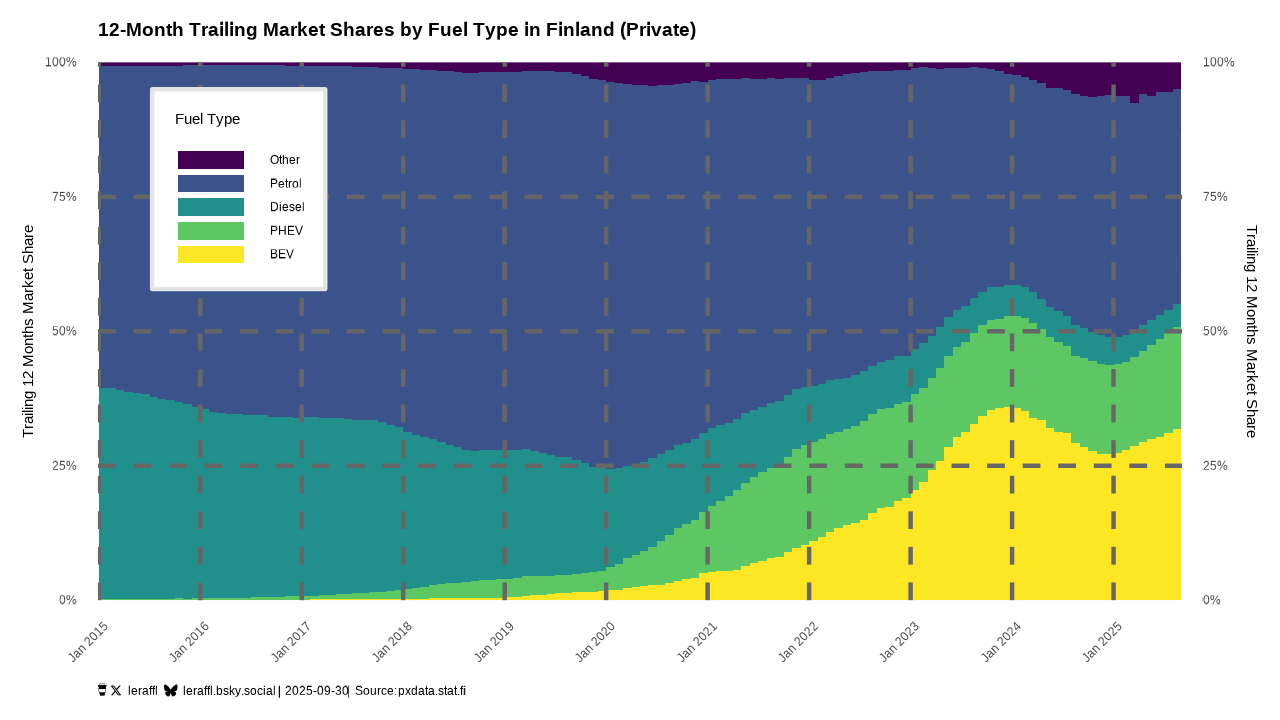 12-Month Trailing Market Shares by Fuel Type in Finland (Private)
100%
75%
50%
25%
0%
Trailing 12 Months Market Share
Fuel Type
Other
Petrol
Diesel
PHEV
BEV
100%
75%
50%
25%
0%
Trailing 12 Months Market Share
Jan 2015
Jan 2016
Jan 2017
Jan 2018
Jan 2019
Jan 2020
Jan 2021
Jan 2022
Jan 2023
Jan 2024
Jan 2025
leraffl leraffl.bsky.social | 2025-09-30| Source:pxdata.stat.fi